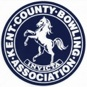 KENT COUNTY BOWLING
INVICTA
ASSOCIATION